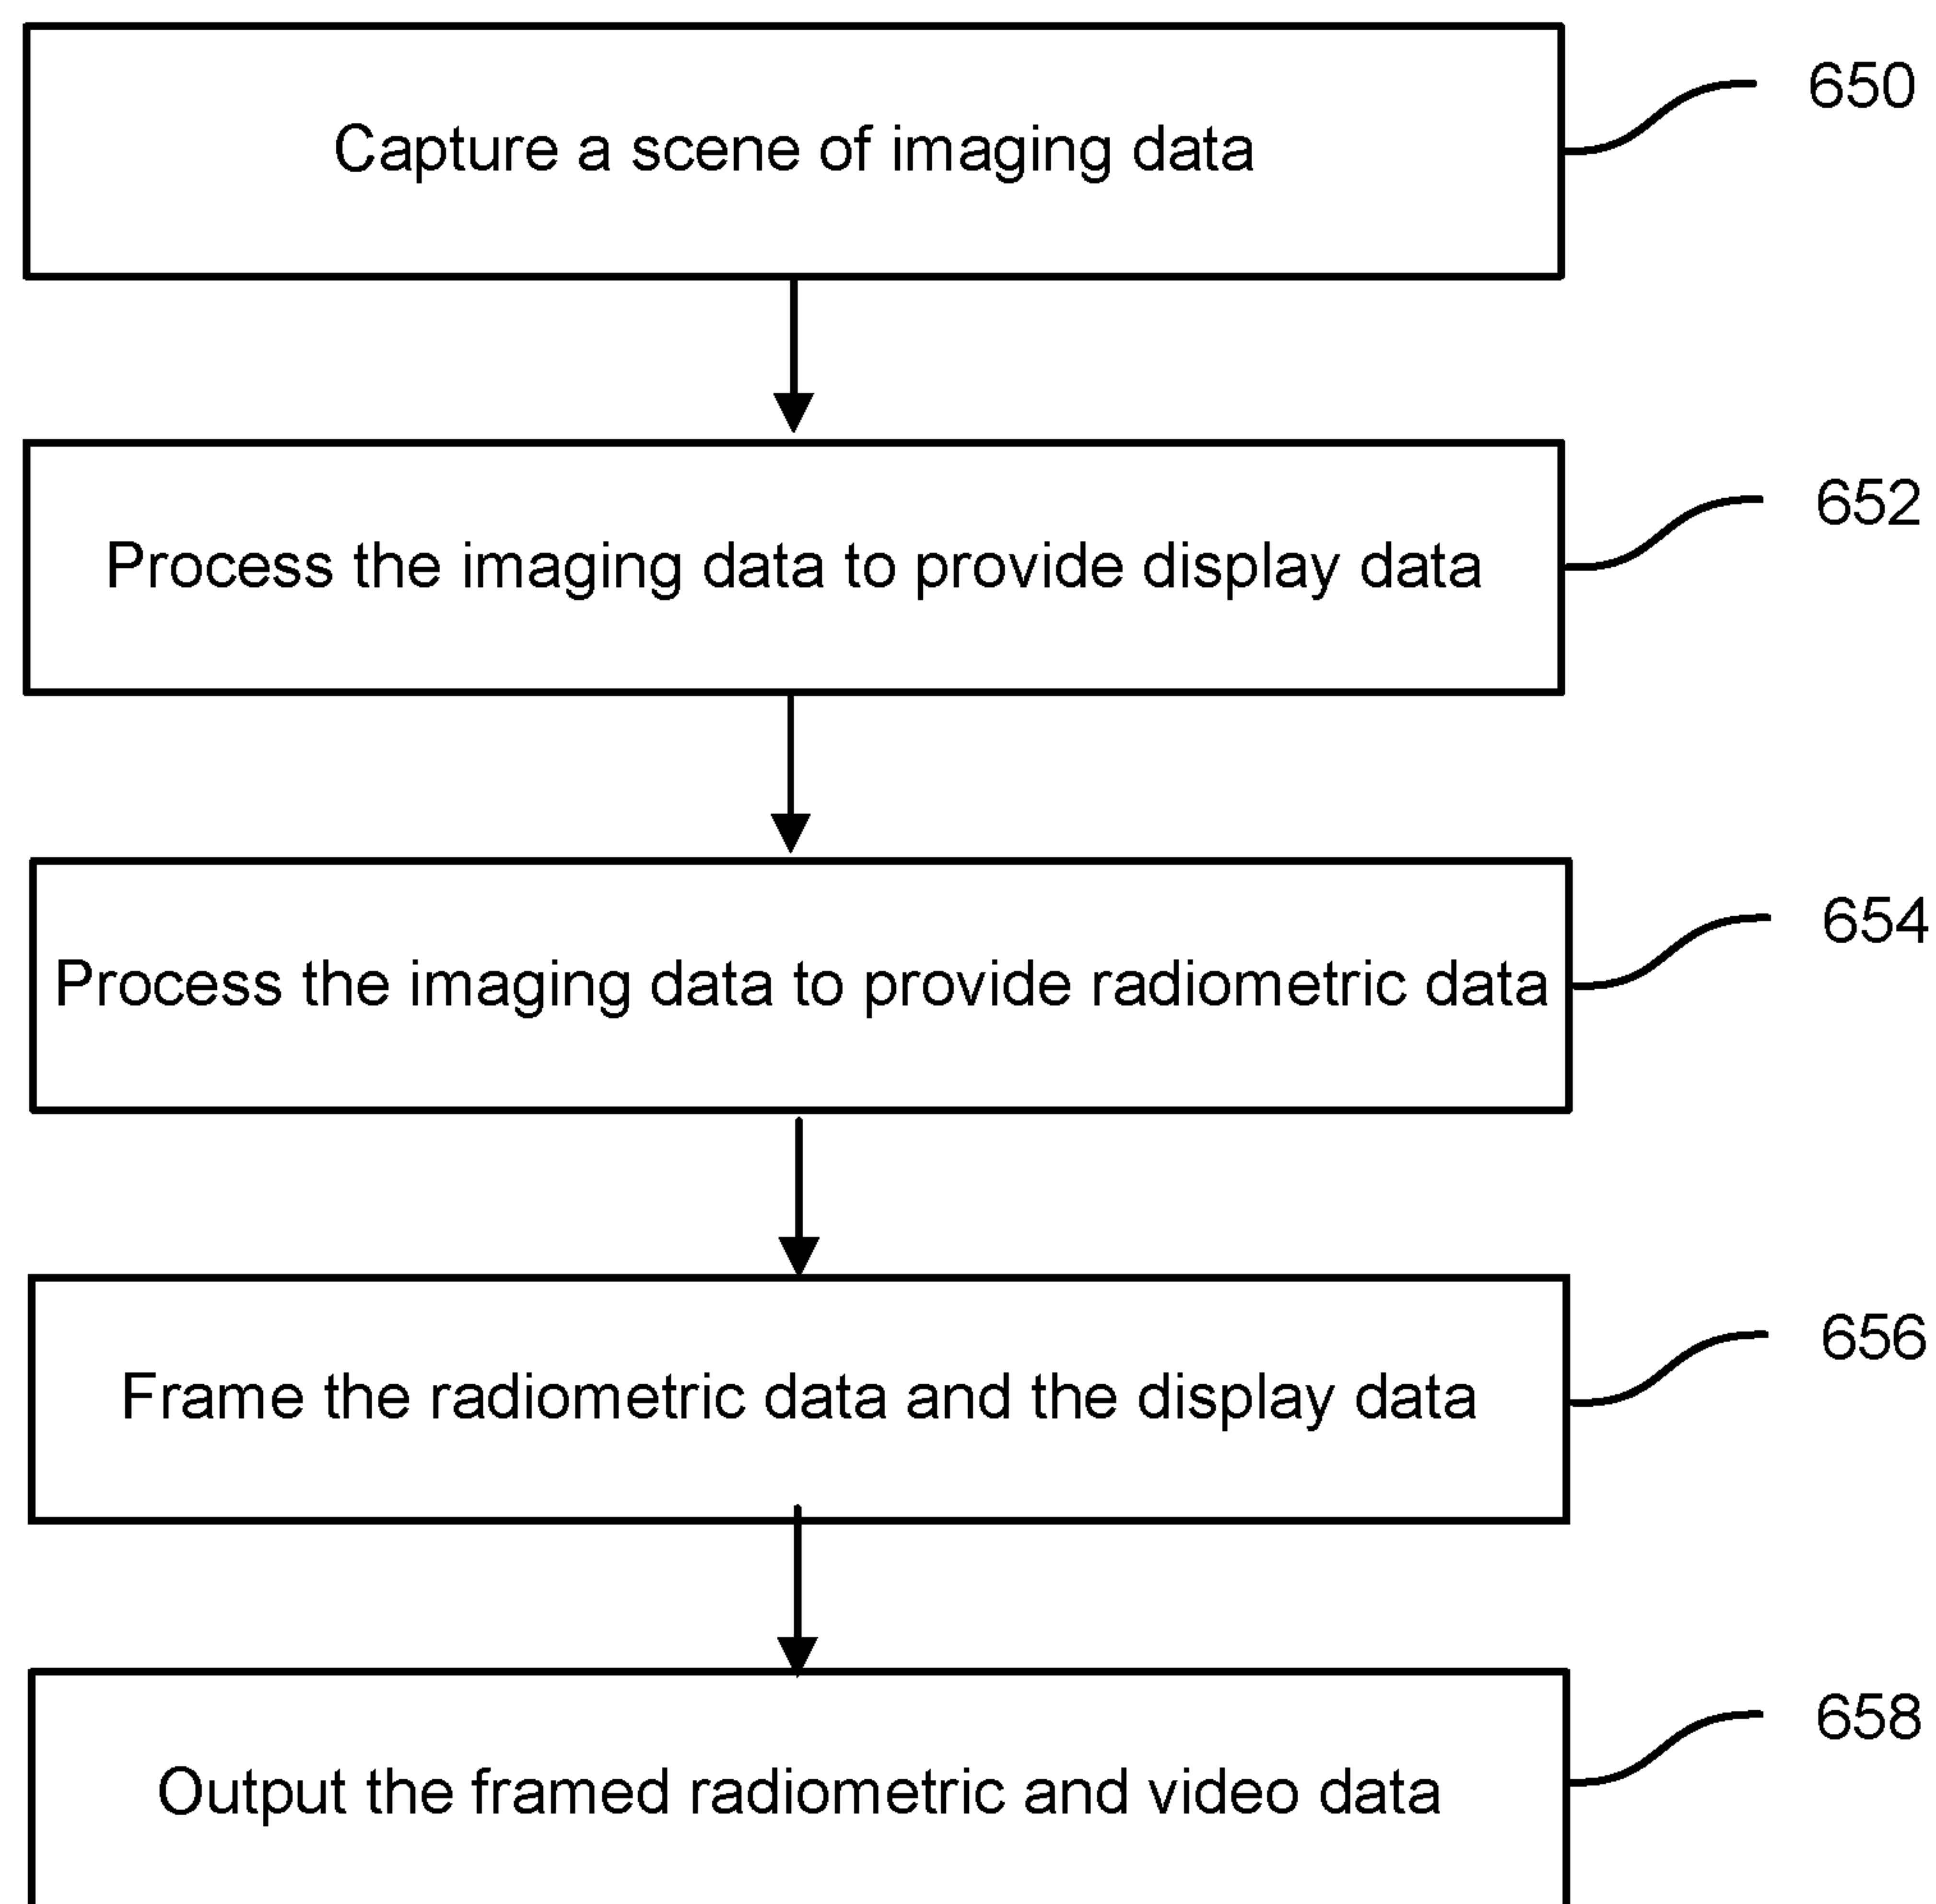 Capture a scene of imaging data
650
Process the imaging data to provide display data
652
Process the imaging data to provide radiometric data
654
Frame the radiometric data and the display data
656
Output the framed radiometric and video data
658